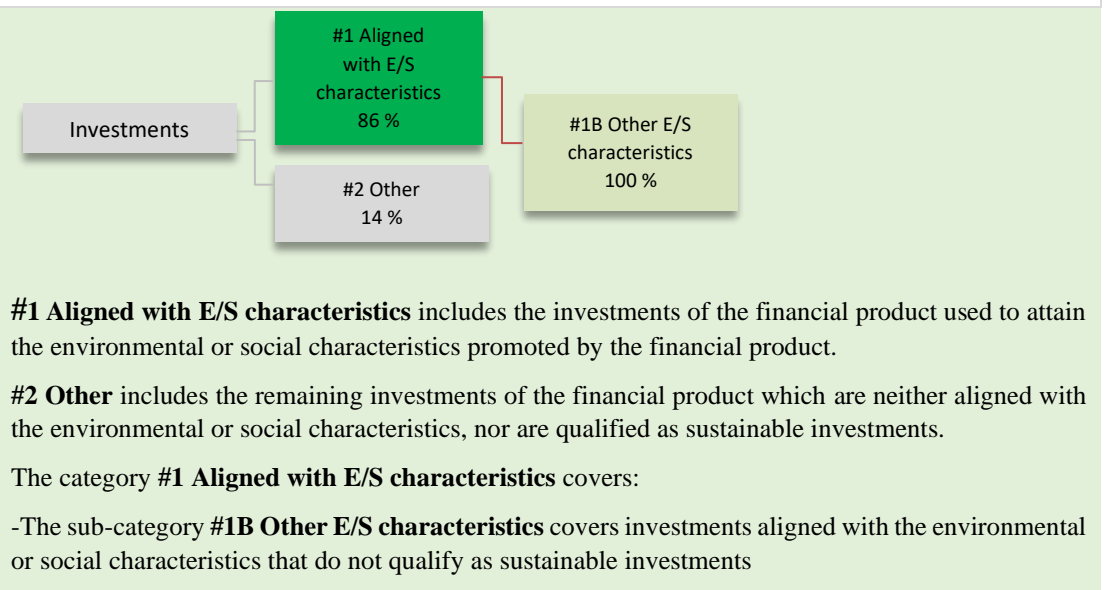 #1 Aligned
with E/S
characteristics
86 %
Investments
#1B Other E/S
characteristics
100 %
#2 Other
14 %
#1 Aligned with E/S characteristics includes the investments of the financial product used to attain
the environmental or social characteristics promoted by the financial product.
#2 Other includes the remaining investments of the financial product which are neither aligned with
the environmental or social characteristics, nor are qualified as sustainable investments.
The category #1 Aligned with E/S characteristics covers:
-The sub-category #1B Other E/S characteristics covers investments aligned with the environmental
or social characteristics that do not qualify as sustainable investments